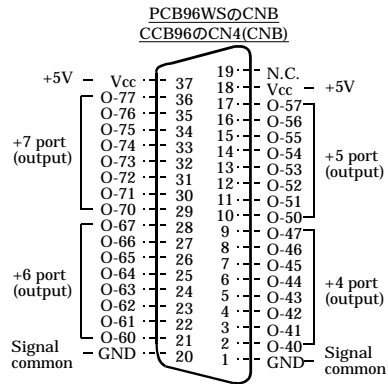 PCB96WSのCNB
CCB96のCN4(CNB)
+5V Vcc 37
O-77 36
O-76 35
O-75 34
O-74 33
O-73 32
O-72 31
O-71 30
O-70 29
+7 port
(output)
O-67 28
O-66 27
O-65 26
O-64 25
O-63 24
O-62 23
O-61 22
O-60 21
+6 port
(output)
Signal
common
GND 20
19 N.C.
18 Vcc +5V
17 O-57
16 O-56
15 O-55
14 O-54
13 O-53
12 O-52
11 O-51
10 O-50
+5 port
(output)
9 O-47
8 O-46
7 O-45
6 O-44
5 O-43
4 O-42
3 O-41
2 O-40
+4 port
(output)
1 GND
Signal
common